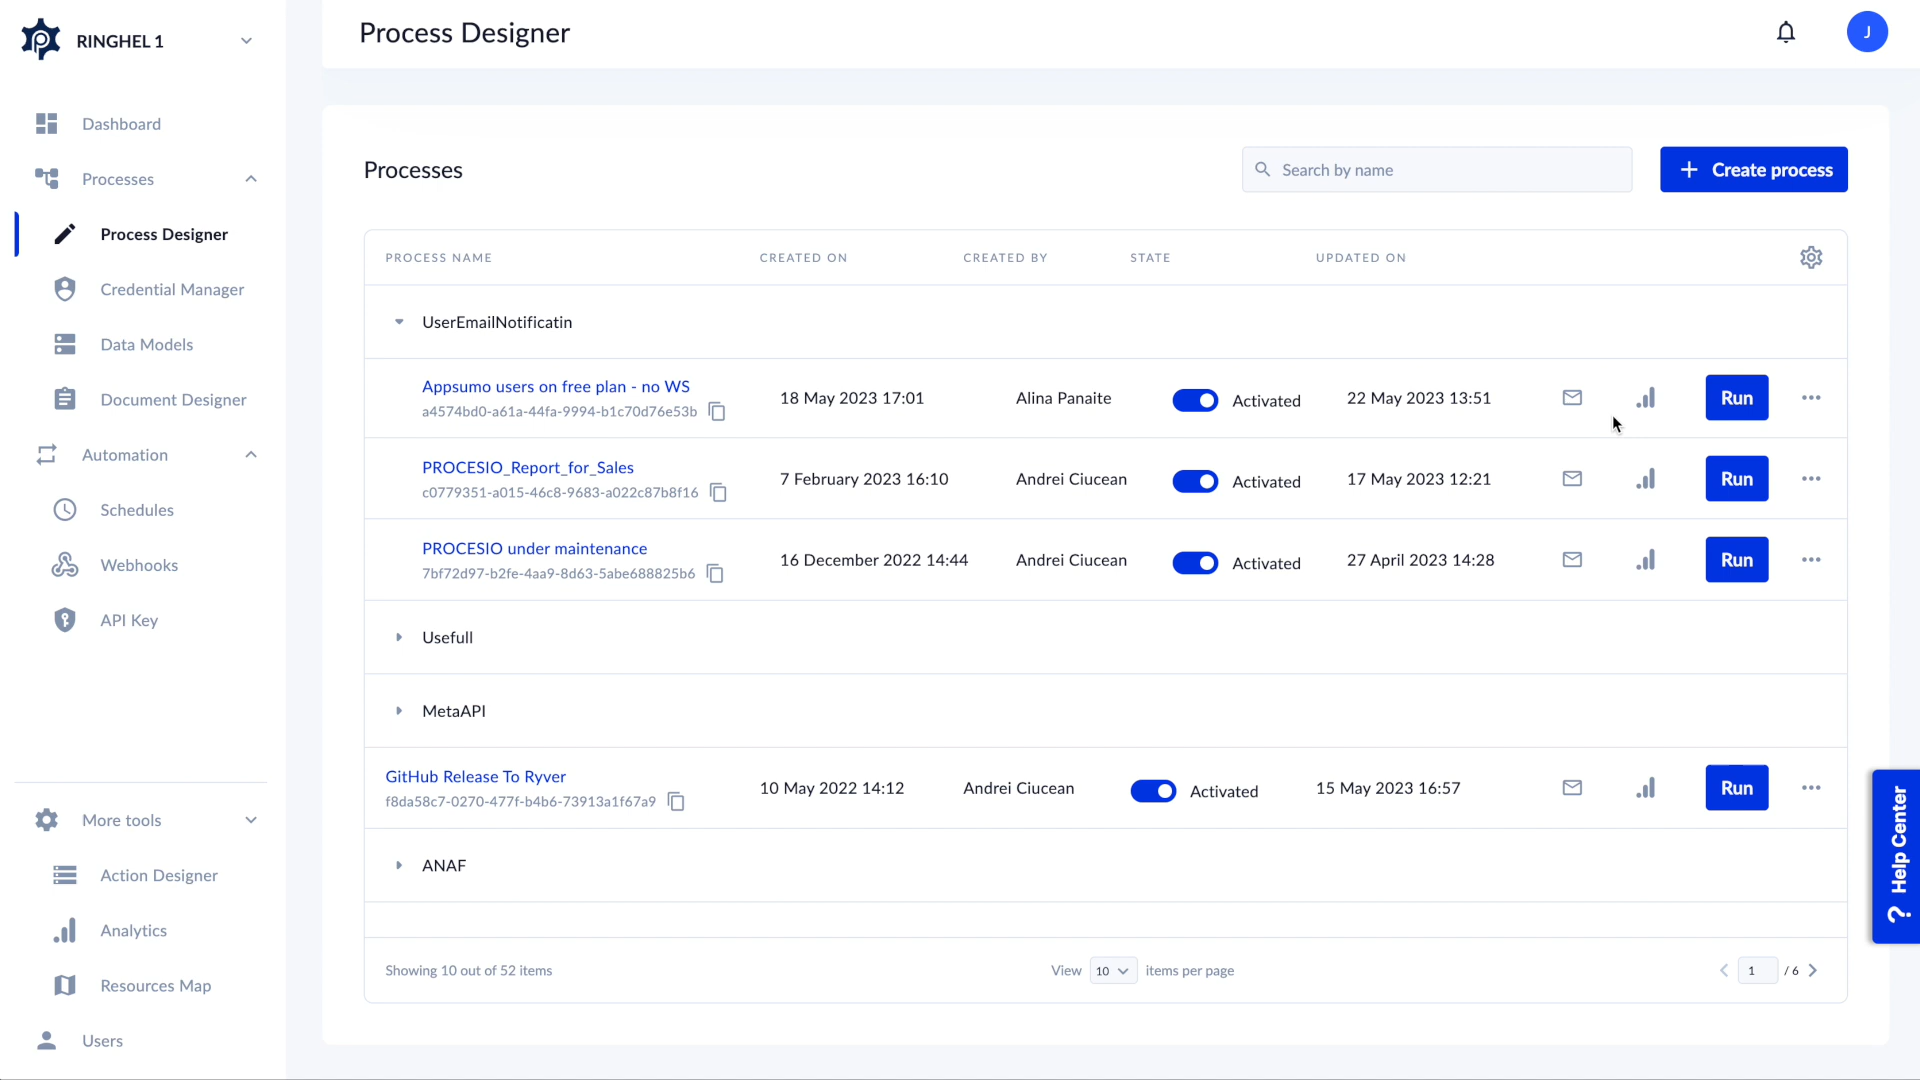 RINGHEL 1
Process Designer
J
Dashboard
Processes
Process Designer
Credential Manager
Data Models
Document Designer
Automation
Schedules
Webhooks
API Key
More tools
Action Designer
Analytics
Resources Map
Users
Processes
Search by name
+ Create process
PROCESS NAME CREATED ON CREATED BY STATE UPDATED ON
UserEmailNotificatin
Appsumo users on free plan - no WS
a4574bd0-a61a-44fa-9994-b1c70d76e53b
18 May 2023 17:01 Alina Panaite Activated 22 May 2023 13:51 Run
PROCESIO_Report_for_Sales
c0779351-a015-46c8-9683-a022c87b8f16
7 February 2023 16:10 Andrei Ciucean Activated 17 May 2023 12:21 Run
PROCESIO under maintenance
7bf72d97-b2fe-4aa9-8d63-5abe688825b6
16 December 2022 14:44 Andrei Ciucean Activated 27 April 2023 14:28 Run
Usefull
MetaAPI
GitHub Release To Ryver
f8da58c7-0270-477f-b4b6-73913a1f67a9
10 May 2022 14:12 Andrei Ciucean Activated 15 May 2023 16:57 Run
ANAF
Showing 10 out of 52 items
View 10 items per page
1 / 6
? Help Center